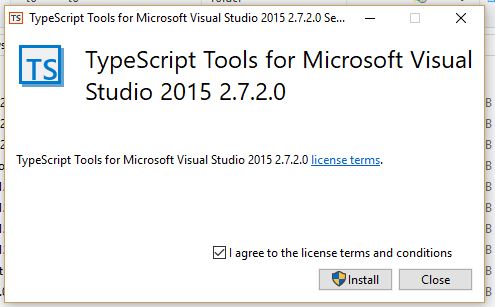 TypeScript Tools for Microsoft Visual Studio 2015 2.7.2.0 Se...
TS
TypeScript Tools for Microsoft Visual
Studio 2015 2.7.2.0
TypeScript Tools for Microsoft Visual Studio 2015 2.7.2.0 license terms.
I agree to the license terms and conditions
Install
Close